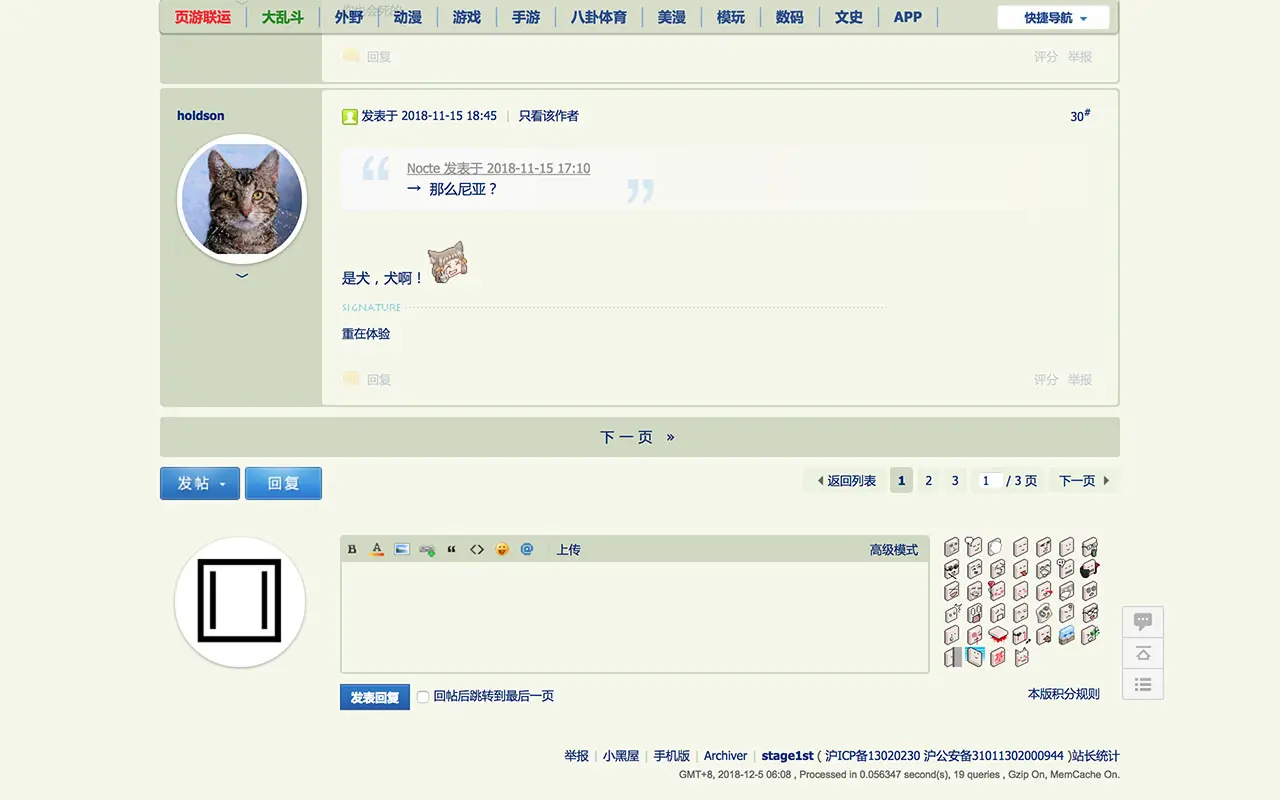 页游联运 大乱斗 外野 动漫 游戏 手游 八卦体育 美漫 模玩 数码 文史 APP 快捷导航
回复 评分 举报
holdson 发表于 2018-11-15 18:45 | 只看该作者 30#
Nocte 发表于 2018-11-15 17:10
→ 那么尼亚？
是犬，犬啊！
SIGNATURE
重在体验
回复 评分 举报
下一页 »
发帖 回复 返回列表 1 2 3 1 / 3 页 下一页
B A “ <> @ 上传 高级模式
发表回复 回帖后跳转到最后一页 本版积分规则
举报 | 小黑屋 | 手机版 | Archiver | stage1st ( 沪ICP备13020230 沪公安备31011302000944 )站长统计
GMT+8, 2018-12-5 06:08 , Processed in 0.056347 second(s), 19 queries , Gzip On, MemCache On.